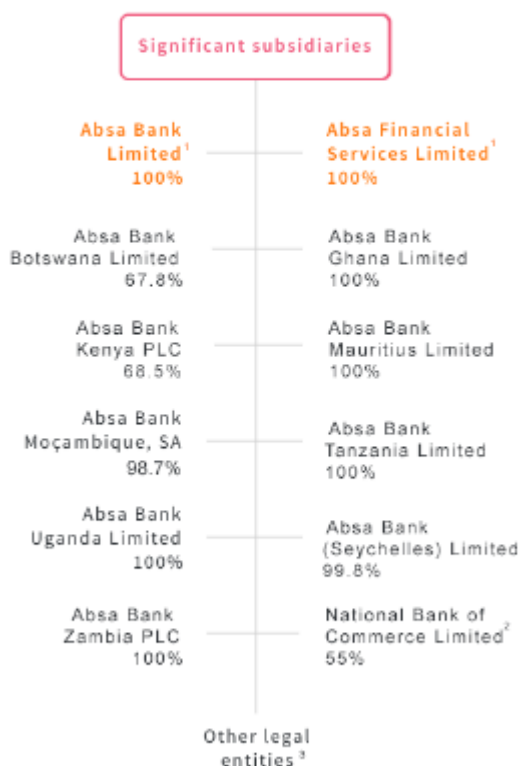 Significant subsidiaries
Absa Bank
Limited¹
100%
Absa Financial
Services Limited¹
100%
Absa Bank
Botswana Limited
67.8%
Absa Bank
Ghana Limited
100%
Absa Bank
Kenya PLC
68.5%
Absa Bank
Mauritius Limited
100%
Absa Bank
Moçambique, SA
98.7%
Absa Bank
Tanzania Limited
100%
Absa Bank
Uganda Limited
100%
Absa Bank
(Seychelles) Limited
99.8%
Absa Bank
Zambia PLC
100%
National Bank of
Commerce Limited²
55%
Other legal
entities ³